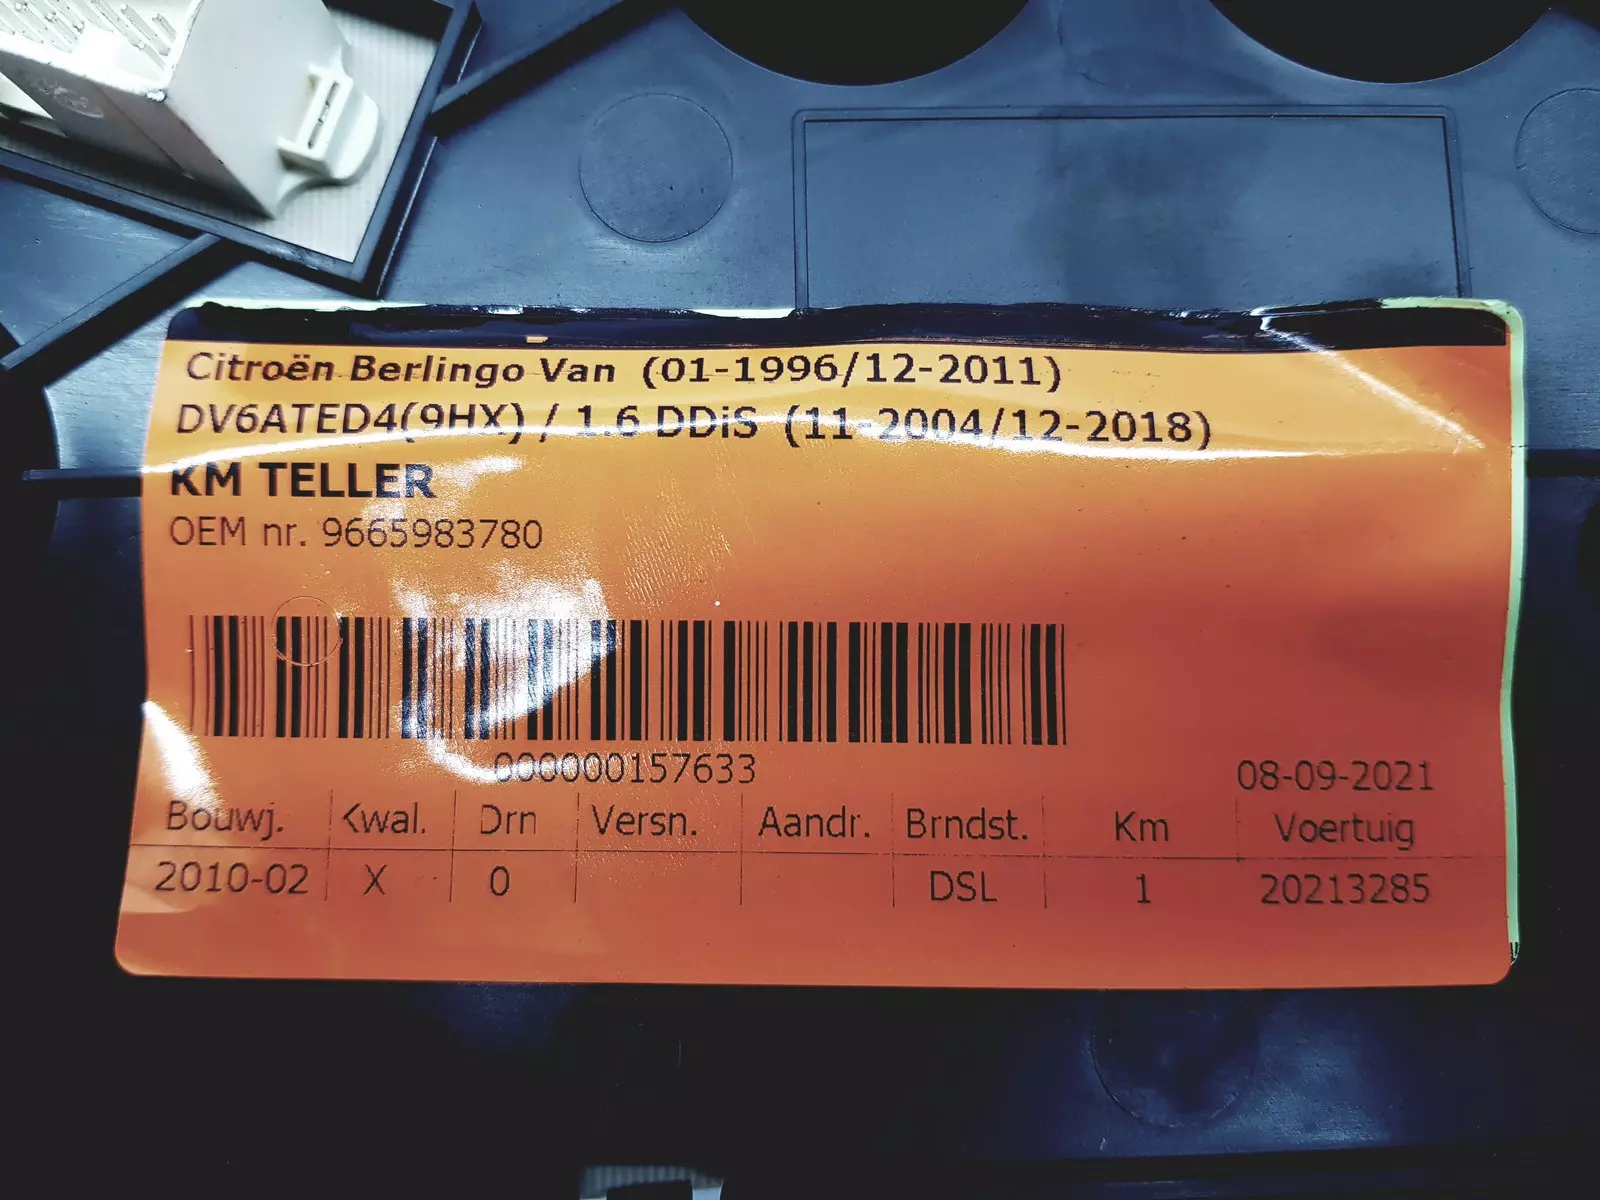 Citroën Berlingo Van (01-1996/12-2011)
DV6ATED4(9HX) / 1.6 DDiS (11-2004/12-2018)
KM TELLER
OEM nr. 9665983780
000000157633
08-09-2021
Bouwj. Kwal. Drn Versn. Aandr. Brndst. Km Voertuig
2010-02 X 0 DSL 1 20213285